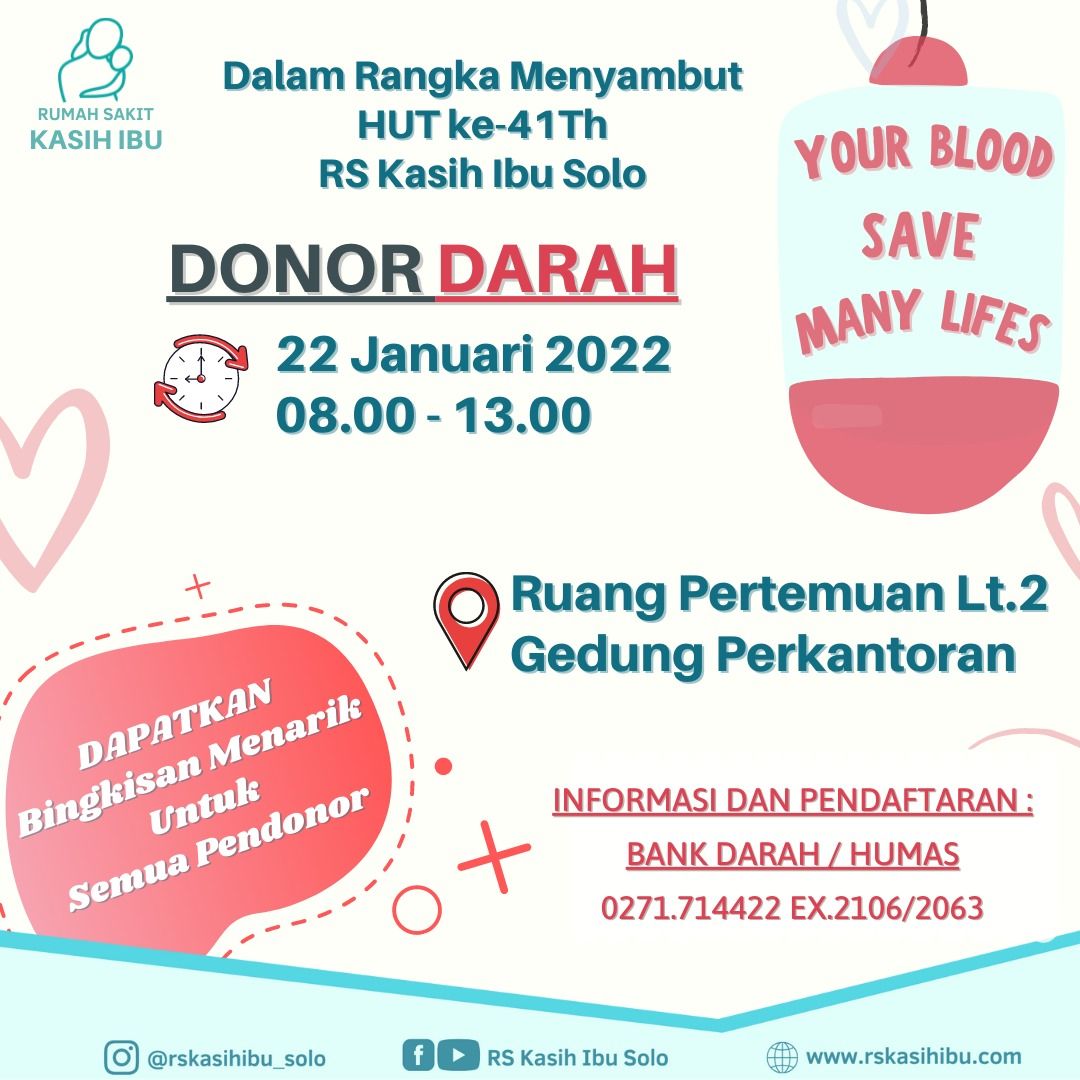 RUMAH SAKIT
KASIH IBU
Dalam Rangka Menyambut
HUT ke-41Th
RS Kasih Ibu Solo
DONOR DARAH
22 Januari 2022
08.00 - 13.00
YOUR BLOOD
SAVE
MANY LIFES
Ruang Pertemuan Lt.2
Gedung Perkantoran
DAPATKAN
Bingkisan Menarik
Untuk
Semua Pendonor
INFORMASI DAN PENDAFTARAN :
BANK DARAH / HUMAS
0271.714422 EX.2106/2063
@rskasihibu_solo
RS Kasih Ibu Solo
www.rskasihibu.com